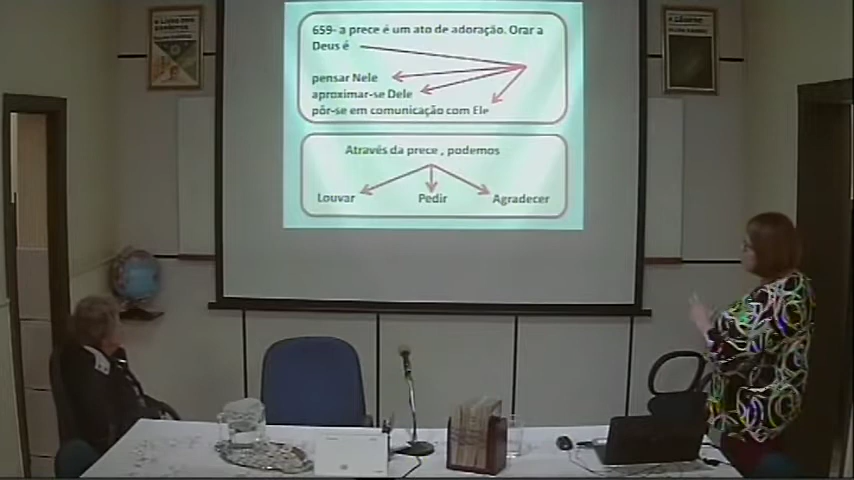 659- a prece é um ato de adoração. Orar a
Deus é
pensar Nele
aproximar-se Dele
pôr-se em comunicação com Ele
Através da prece , podemos
Louvar Pedir Agradecer